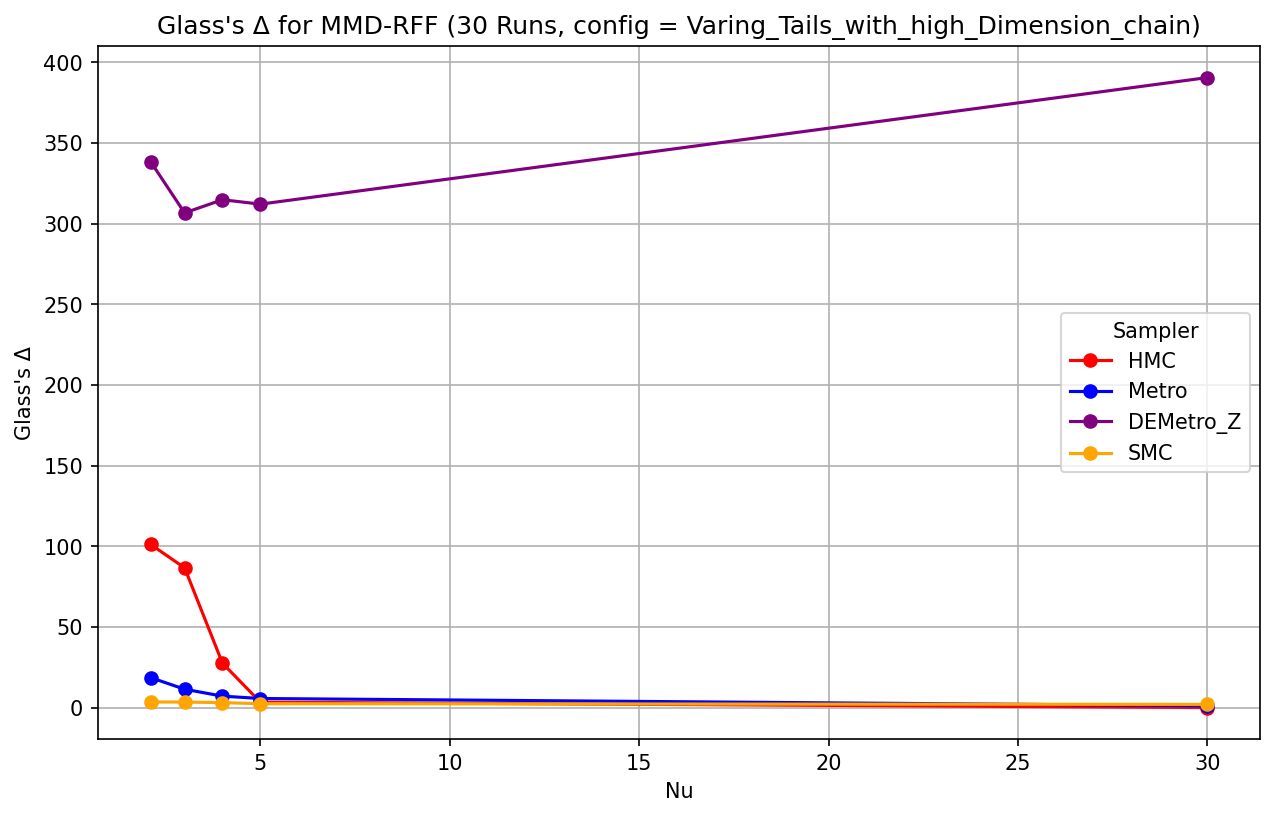 Glass's Δ for MMD-RFF (30 Runs, config = Varing_Tails_with_high_Dimension_chain)
400
350
300
250
200
150
100
50
0
Glass's Δ
Sampler
HMC
Metro
DEMetro_Z
SMC
5
10
15
20
25
30
Nu